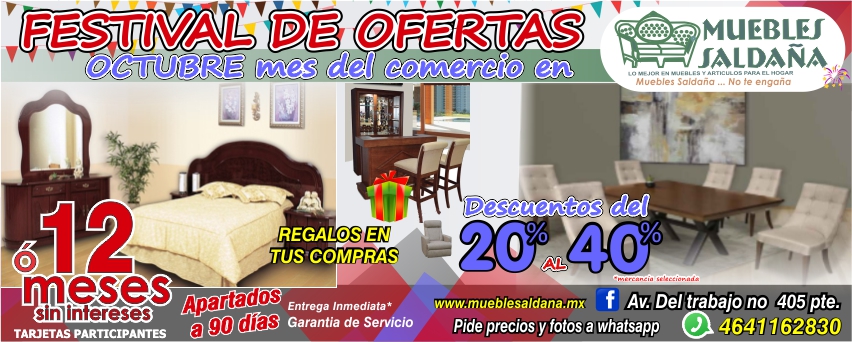 FESTIVAL DE OFERTAS
OCTUBRE mes del comercio en
MUEBLES
SALDAÑA
LO MEJOR EN MUEBLES Y ARTICULOS PARA EL HOGAR
Muebles Saldaña ... No te engaña
REGALOS EN
TUS COMPRAS
Descuentos del
20% AL 40%
*mercancia seleccionada
ó 12
meses
sin intereses
TARJETAS PARTICIPANTES
Apartados
a 90 días
Entrega Inmediata*
Garantia de Servicio
www.mueblesaldana.mx
f Av. Del trabajo no 405 pte.
Pide precios y fotos a whatsapp 4641162830